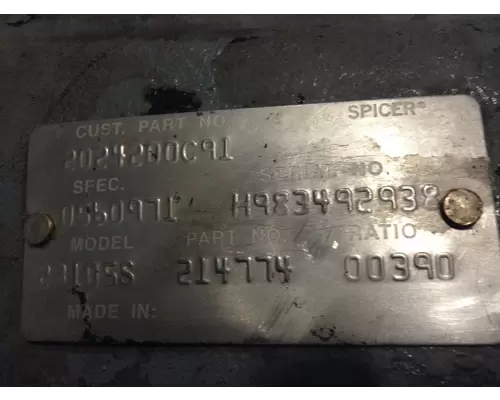 CUST. PART NO. SPICER®
2024200C91
SPEC. SERIAL NO.
H983492938
MODEL PART NO. RATIO
214774 00390
MADE IN: